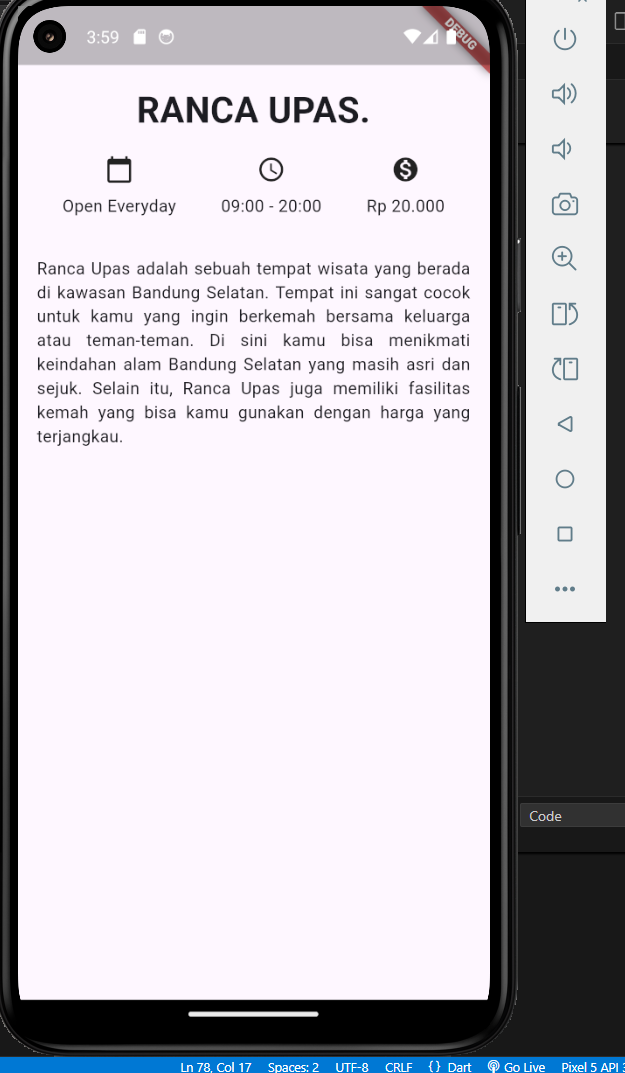 3:59
DEBUG
RANCA UPAS.
Open Everyday
09:00 - 20:00
Rp 20.000
Ranca Upas adalah sebuah tempat wisata yang berada
di kawasan Bandung Selatan. Tempat ini sangat cocok
untuk kamu yang ingin berkemah bersama keluarga
atau teman-teman. Di sini kamu bisa menikmati
keindahan alam Bandung Selatan yang masih asri dan
sejuk. Selain itu, Ranca Upas juga memiliki fasilitas
kemah yang bisa kamu gunakan dengan harga yang
terjangkau.
Code
Ln 78, Col 17 Spaces: 2 UTF-8 CRLF {} Dart Go Live Pixel 5 API